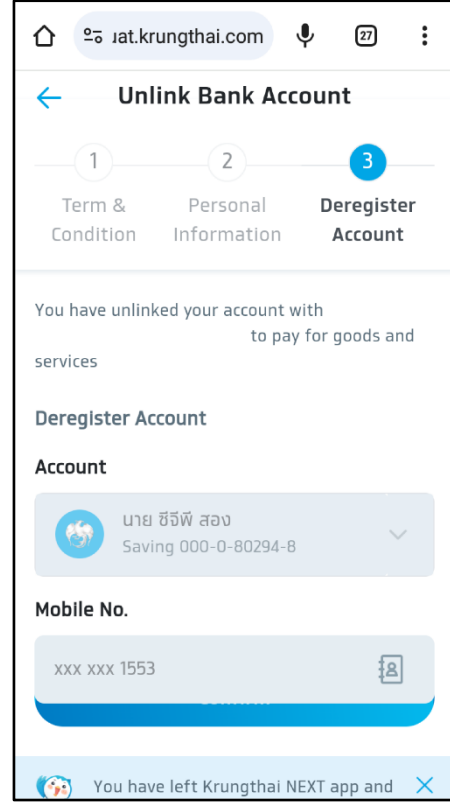 uat.krungthai.com
27
Unlink Bank Account
1
2
3
Term &
Condition
Personal
Information
Deregister
Account
You have unlinked your account with
to pay for goods and
services
Deregister Account
Account
นาย ซีจีพี สอง
Saving 000-0-80294-8
Mobile No.
xxx xxx 1553
You have left Krungthai NEXT app and